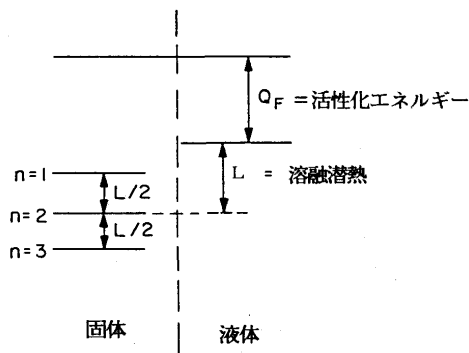 Q_F = 活性化エネルギー
n=1
L/2
L = 溶融潜熱
n=2
L/2
n=3
固体
液体